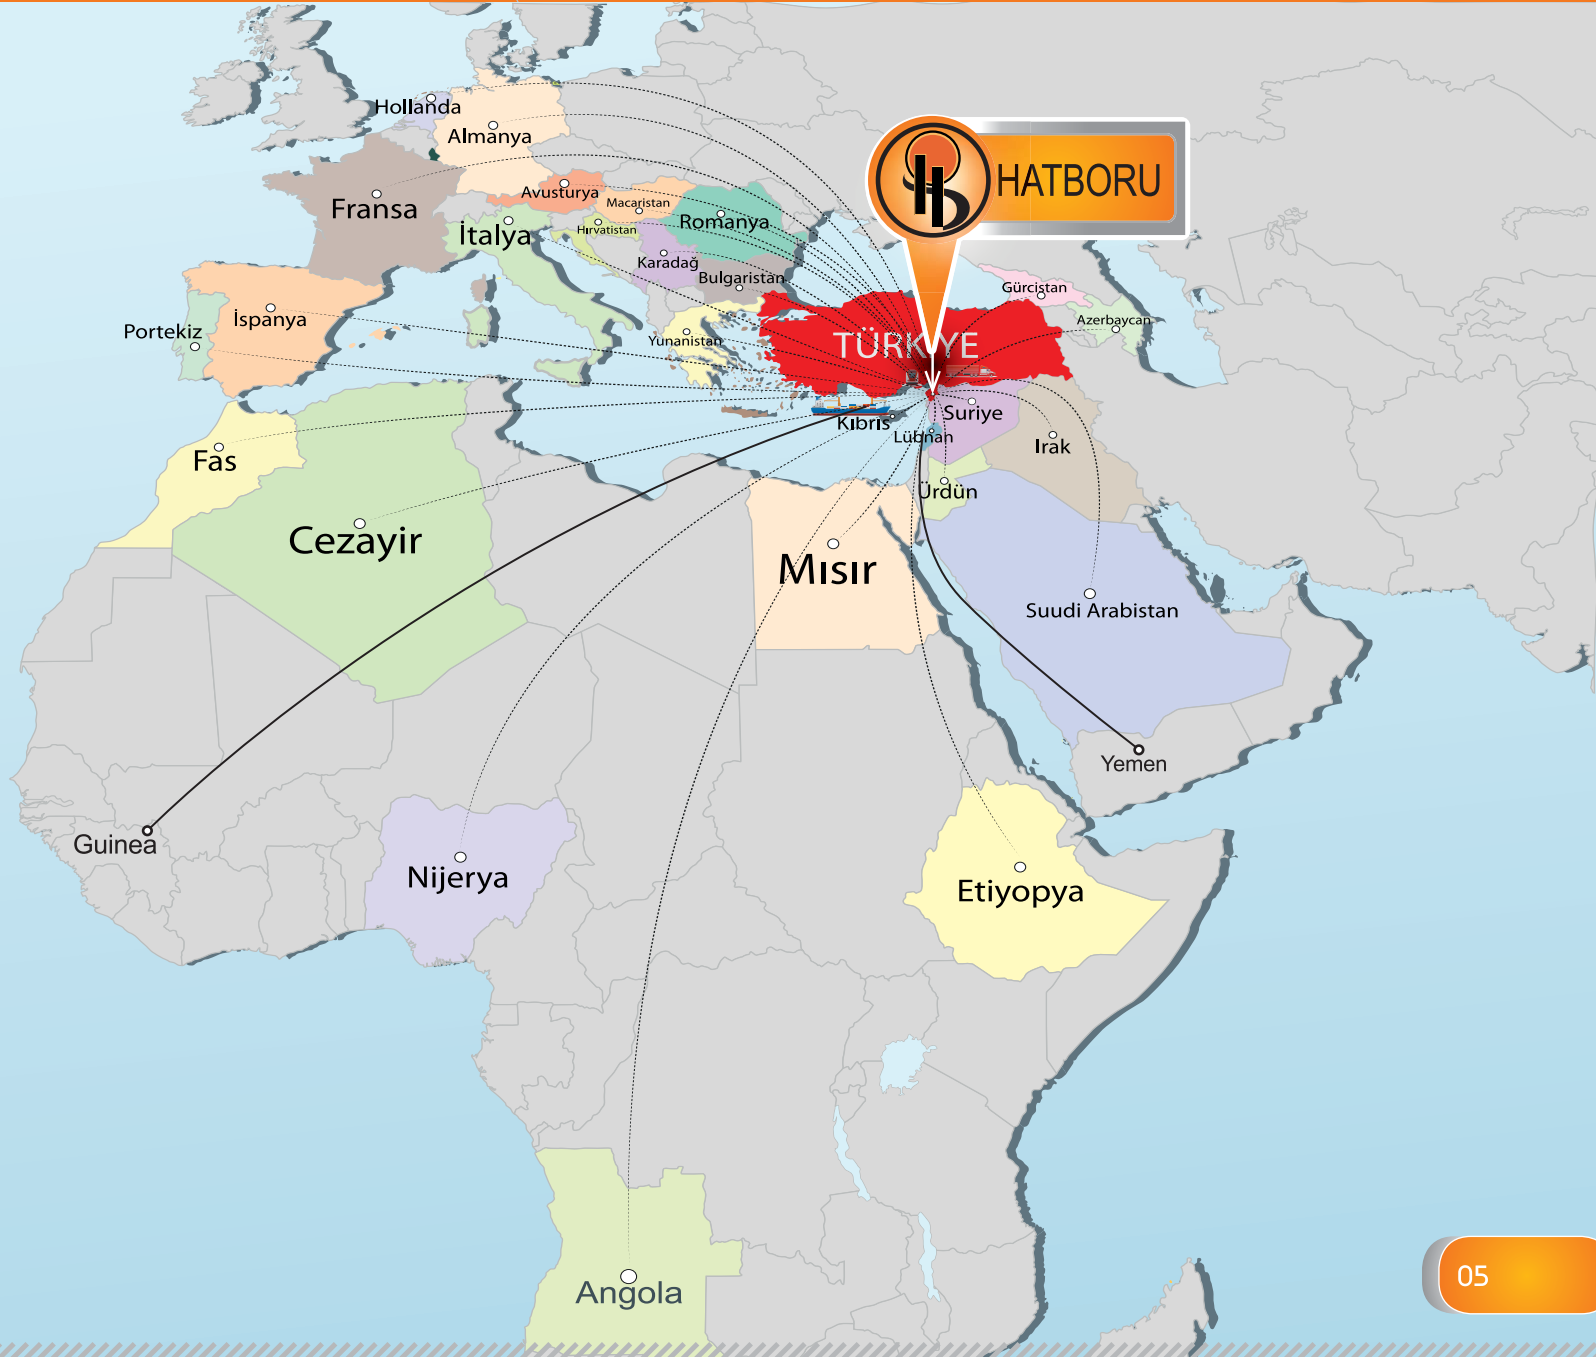 Hollanda
Almanya
HATBORU
Fransa
Avusturya
Macaristan
Romanya
İtalya
Hırvatistan
Karadağ
Bulgaristan
Gürcistan
Portekiz
İspanya
Azerbaycan
Yunanistan
TÜRKİYE
Suriye
Kıbrıs
Lübnan
Irak
Fas
Ürdün
Cezayir
Mısır
Suudi Arabistan
Yemen
Guinea
Nijerya
Etiyopya
Angola
05